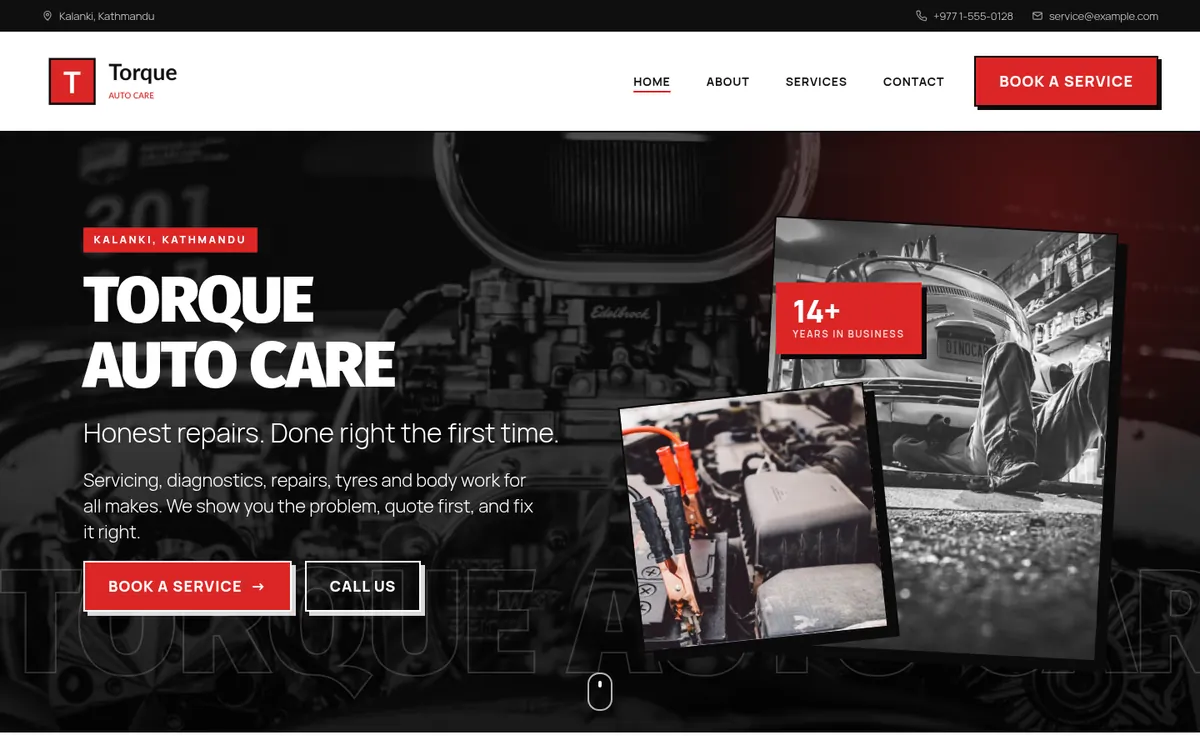 Kalanki, Kathmandu
+977 1-555-0128
service@example.com
T
Torque
AUTO CARE
HOME
ABOUT
SERVICES
CONTACT
BOOK A SERVICE
KALANKI, KATHMANDU
TORQUE
AUTO CARE
Honest repairs. Done right the first time.
Servicing, diagnostics, repairs, tyres and body work for
all makes. We show you the problem, quote first, and fix
it right.
BOOK A SERVICE →
CALL US
14+
YEARS IN BUSINESS
Edelbrock
301
TORQUE AUTO CAR